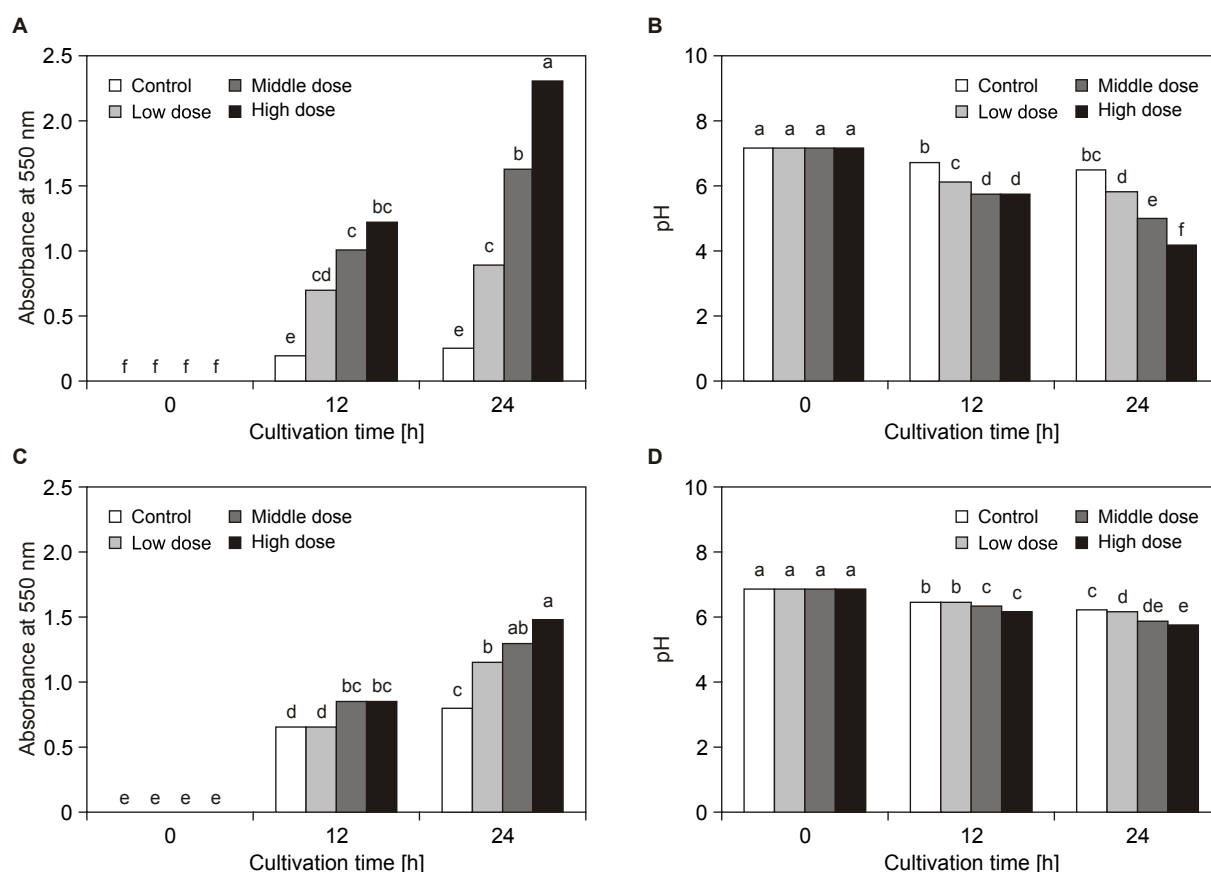 A
Absorbance at 550 nm
2.5
2.0
1.5
1.0
0.5
0
Control
Low dose
Middle dose
High dose
f f f f
e cd c bc
e c b a
0 12 24
Cultivation time [h]
B
pH
10
8
6
4
2
0
Control
Low dose
Middle dose
High dose
a a a a
b c d d
bc d e f
0 12 24
Cultivation time [h]
C
Absorbance at 550 nm
2.5
2.0
1.5
1.0
0.5
0
Control
Low dose
Middle dose
High dose
e e e e
d d bc bc
c b ab a
0 12 24
Cultivation time [h]
D
pH
10
8
6
4
2
0
Control
Low dose
Middle dose
High dose
a a a a
b b c c
c d de e
0 12 24
Cultivation time [h]